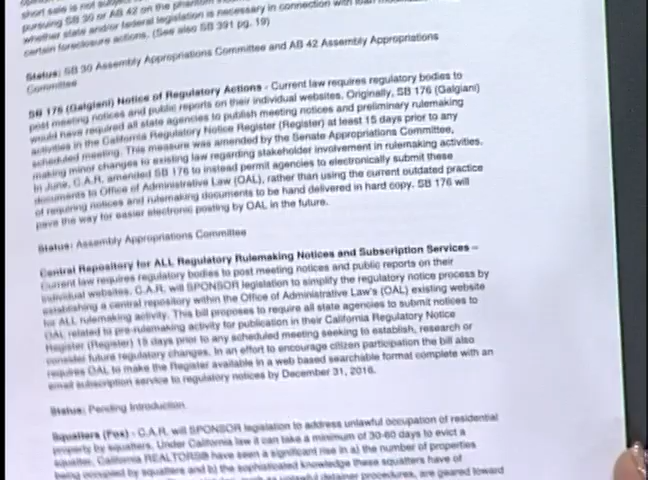 short sale is not subject
pursuing SB 30 or AB 42 on the phantom
whether state and/or federal legislation is necessary in connection with
certain foreclosure actions. (See also SB 391 pg. 19)
Status: SB 30 Assembly Appropriations Committee and AB 42 Assembly Appropriations
Committee
SB 176 (Galgiani) Notice of Regulatory Actions - Current law requires regulatory bodies to
post meeting notices and public reports on their individual websites. Originally, SB 176 (Galgiani)
would have required all state agencies to publish meeting notices and preliminary rulemaking
activities in the California Regulatory Notice Register (Register) at least 15 days prior to any
scheduled meeting. This measure was amended by the Senate Appropriations Committee,
making minor changes to existing law regarding stakeholder involvement in rulemaking activities.
In June, C.A.R. amended SB 176 to instead permit agencies to electronically submit these
documents to Office of Administrative Law (OAL), rather than using the current outdated practice
of requiring notices and rulemaking documents to be hand delivered in hard copy. SB 176 will
pave the way for easier electronic posting by OAL in the future.
Status: Assembly Appropriations Committee
Central Repository for ALL Regulatory Rulemaking Notices and Subscription Services –
Current law requires regulatory bodies to post meeting notices and public reports on their
individual websites. C.A.R. will SPONSOR legislation to simplify the regulatory notice process by
establishing a central repository within the Office of Administrative Law's (OAL) existing website
for ALL rulemaking activity. This bill proposes to require all state agencies to submit notices to
OAL related to pre-rulemaking activity for publication in their California Regulatory Notice
Register (Register) 15 days prior to any scheduled meeting seeking to establish, research or
consider future regulatory changes. In an effort to encourage citizen participation the bill also
requires OAL to make the Register available in a web based searchable format complete with an
email subscription service to regulatory notices by December 31, 2016.
Status: Pending Introduction
Squatters (Fox) - C.A.R. will SPONSOR legislation to address unlawful occupation of residential
property by squatters. Under California law it can take a minimum of 30-60 days to evict a
squatter. California REALTORS® have seen a significant rise in a) the number of properties
being occupied by squatters and b) the sophisticated knowledge these squatters have of
unlawful detainer procedures, are geared toward